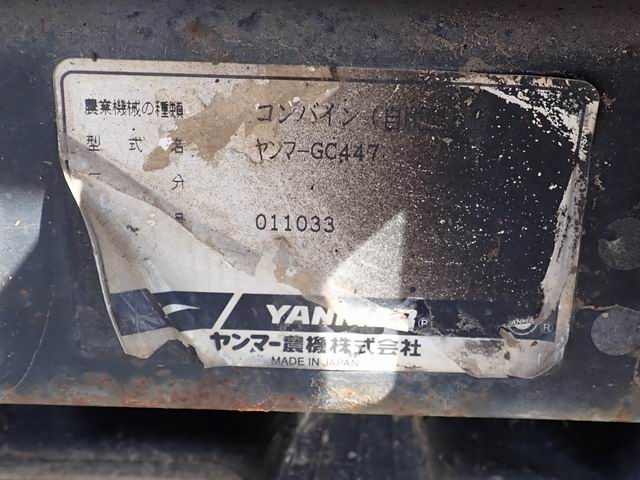 農業機械の種類 コンバイン(自
型式名 ヤンマーGC447
分
号 011033
YANMAR®
ヤンマー農機株式会社
MADE IN JAPAN